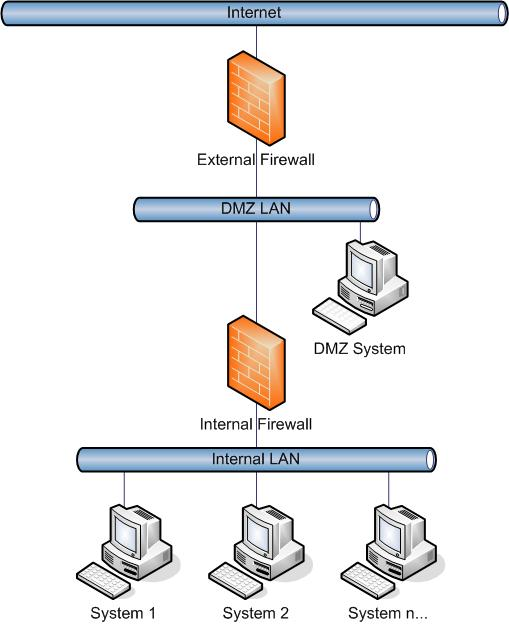 Internet
External Firewall
DMZ LAN
DMZ System
Internal Firewall
Internal LAN
System 1
System 2
System n...